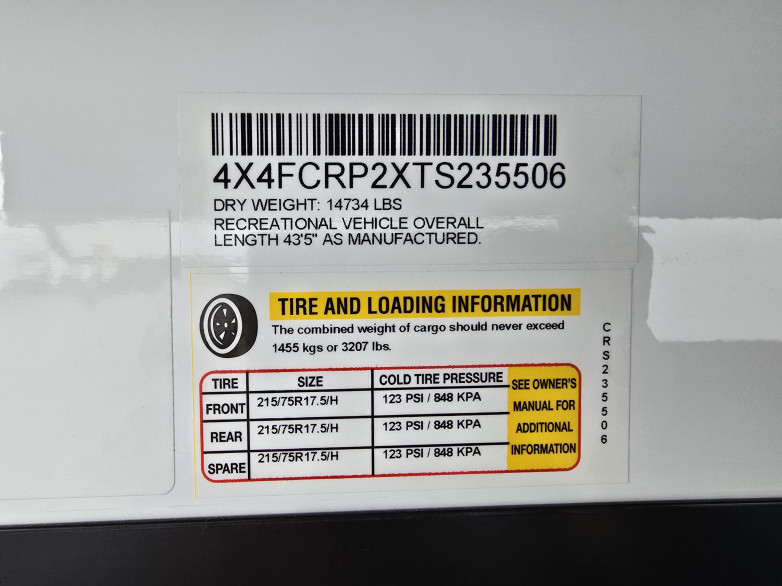 4X4FCRP2XTS235506
DRY WEIGHT: 14734 LBS
RECREATIONAL VEHICLE OVERALL
LENGTH 43'5" AS MANUFACTURED.
TIRE AND LOADING INFORMATION
The combined weight of cargo should never exceed
1455 kgs or 3207 lbs.
TIRE SIZE COLD TIRE PRESSURE
FRONT 215/75R17.5/H 123 PSI / 848 KPA
REAR 215/75R17.5/H 123 PSI / 848 KPA
SPARE 215/75R17.5/H 123 PSI / 848 KPA
SEE OWNER'S
MANUAL FOR
ADDITIONAL
INFORMATION
CRS235506